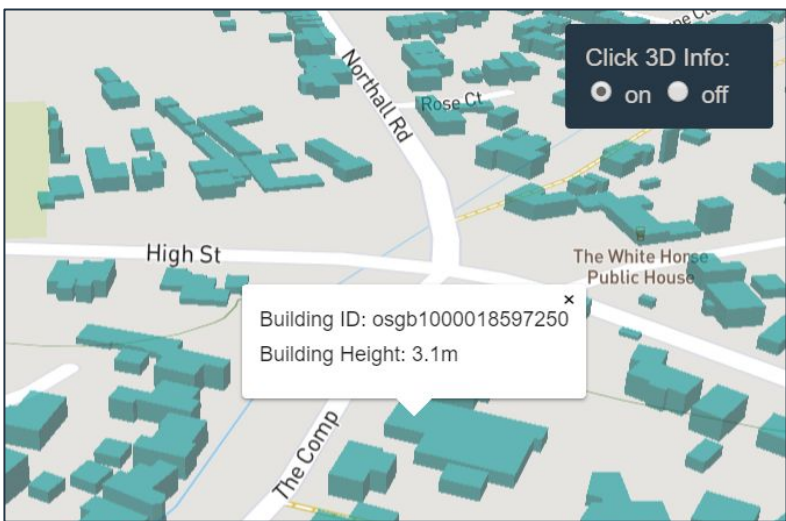 Click 3D Info:
on off
Northall Rd
Rose Ct
High St
The White Horse
Public House
×
Building ID: osgb1000018597250
Building Height: 3.1m
The Comp